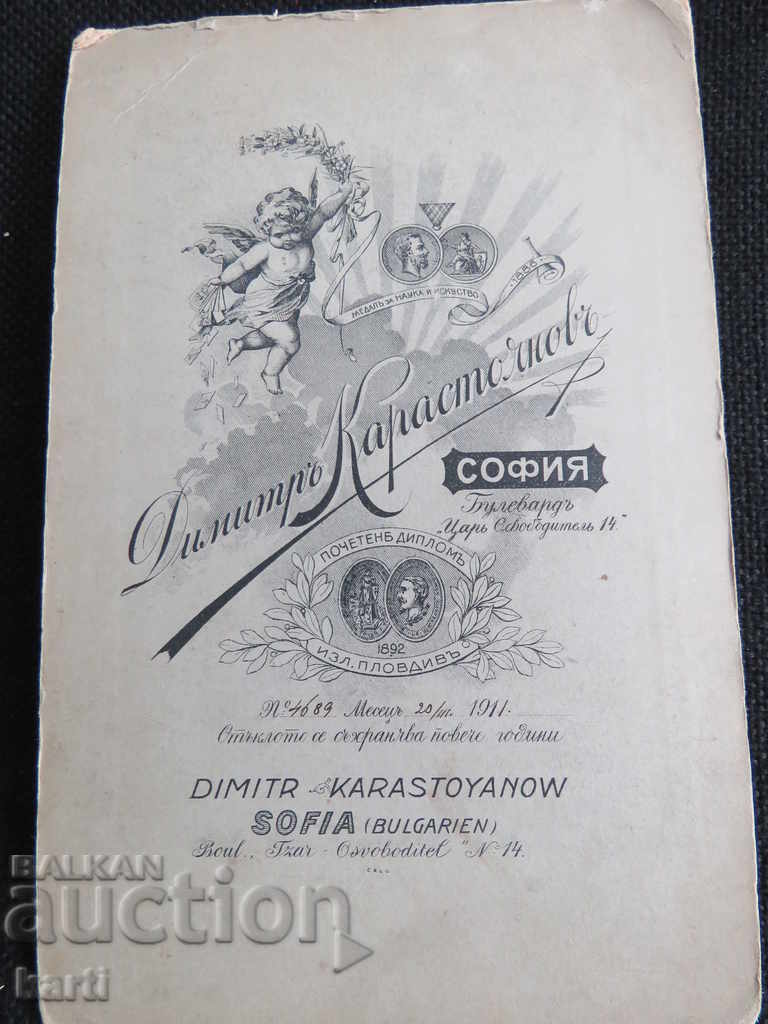 МЕДАЛЪ ЗА НАУКА И ИСКУСТВО
Димитръ Карастояновъ
СОФИЯ
Булевардъ
„Царь Освободитель 14."
ПОЧЕТЕНЪ ДИПЛОМЪ
1892
ИЗЛ. ПЛОВДИВЪ
№ 4689 Месецъ 20/III. 1911.
Стъклото се съхранява повече години
DIMITR KARASTOYANOW
SOFIA (BULGARIEN)
Boul., Tzar-Osvoboditel "№ 14.
BALKAN
auction
karti